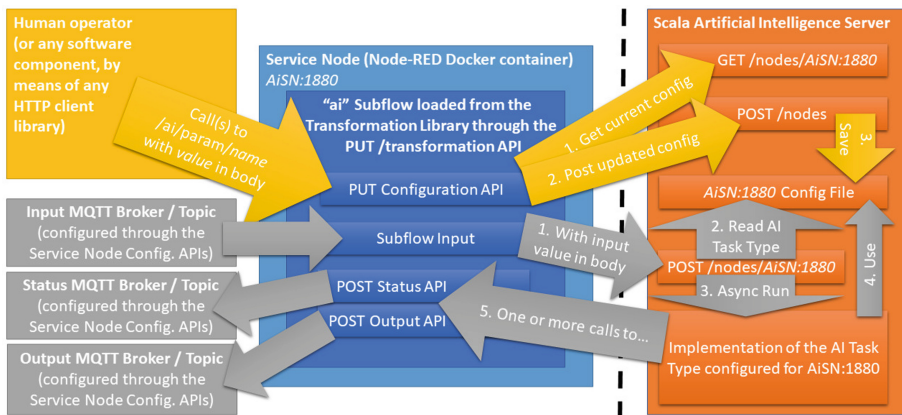 Human operator
(or any software
component, by
means of any
HTTP client
library)
Call(s) to
/ai/param/name
with value in body
Service Node (Node-RED Docker container)
AiSN:1880
"ai" Subflow loaded from the
Transformation Library through the
PUT /transformation API
PUT Configuration API
Subflow Input
POST Status API
POST Output API
Input MQTT Broker / Topic
(configured through the
Service Node Config. APIs)
Status MQTT Broker / Topic
(configured through the
Service Node Config. APIs)
Output MQTT Broker / Topic
(configured through the
Service Node Config. APIs)
1. Get current config
2. Post updated config
1. With input
value in body
5. One or more calls to...
Scala Artificial Intelligence Server
GET /nodes/AiSN:1880
POST /nodes
3.
Save
AiSN:1880 Config File
2. Read AI
Task Type
POST /nodes/AiSN:1880
3. Async Run
4. Use
Implementation of the AI Task
Type configured for AiSN:1880